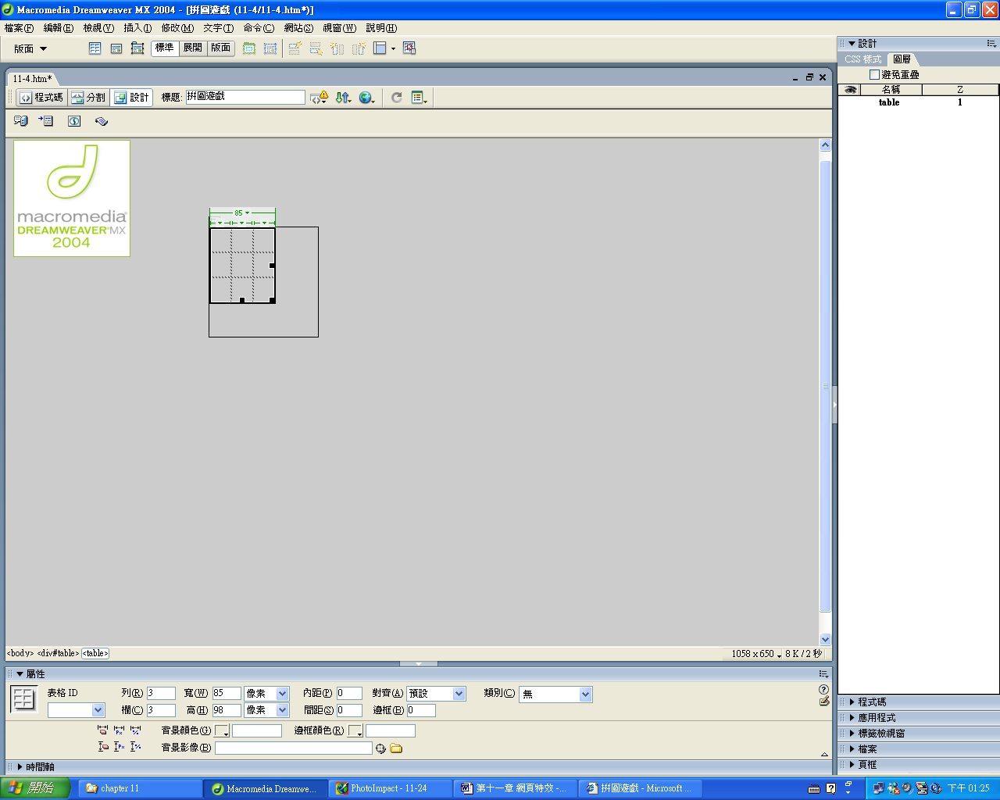 Macromedia Dreamweaver MX 2004 - [拼圖遊戲 (11-4/11-4.htm*)]
檔案(F) 編輯(E) 檢視(V) 插入(I) 修改(M) 文字(T) 命令(C) 網站(S) 視窗(W) 說明(H)
版面 標準 展開 版面
設計
CSS 樣式 圖層
避免重疊
名稱 Z
table 1
11-4.htm*
程式碼 分割 設計 標題: 拼圖遊戲
macromedia
DREAMWEAVER MX
2004
85
<body> <div#table> <table> 1058 x 650 8 K / 2 秒
屬性
表格 ID 列(R) 3 寬(W) 85 像素 內距(P) 0 對齊(A) 預設 類別(C) 無
欄(C) 3 高(H) 98 像素 間距(S) 0 邊框(B) 0
背景顏色(G) 邊框顏色(R)
背景影像(B)
時間軸
程式碼
應用程式
標籤檢視窗
檔案
頁框
開始 chapter 11 Macromedia Dreamwe... PhotoImpact - 11-24 第十一章 網頁特效 -... 拼圖遊戲 - Microsoft ... 下午 01:25